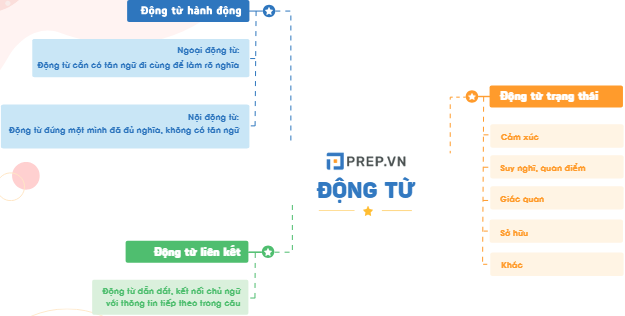 Động từ hành động
Ngoại động từ:
Động từ cần có tân ngữ đi cùng để làm rõ nghĩa
Nội động từ:
Động từ đứng một mình đã đủ nghĩa, không có tân ngữ
PREP.VN
ĐỘNG TỪ
Động từ liên kết
Động từ dẫn dắt, kết nối chủ ngữ
với thông tin tiếp theo trong câu
Động từ trạng thái
Cảm xúc
Suy nghĩ, quan điểm
Giác quan
Sở hữu
Khác